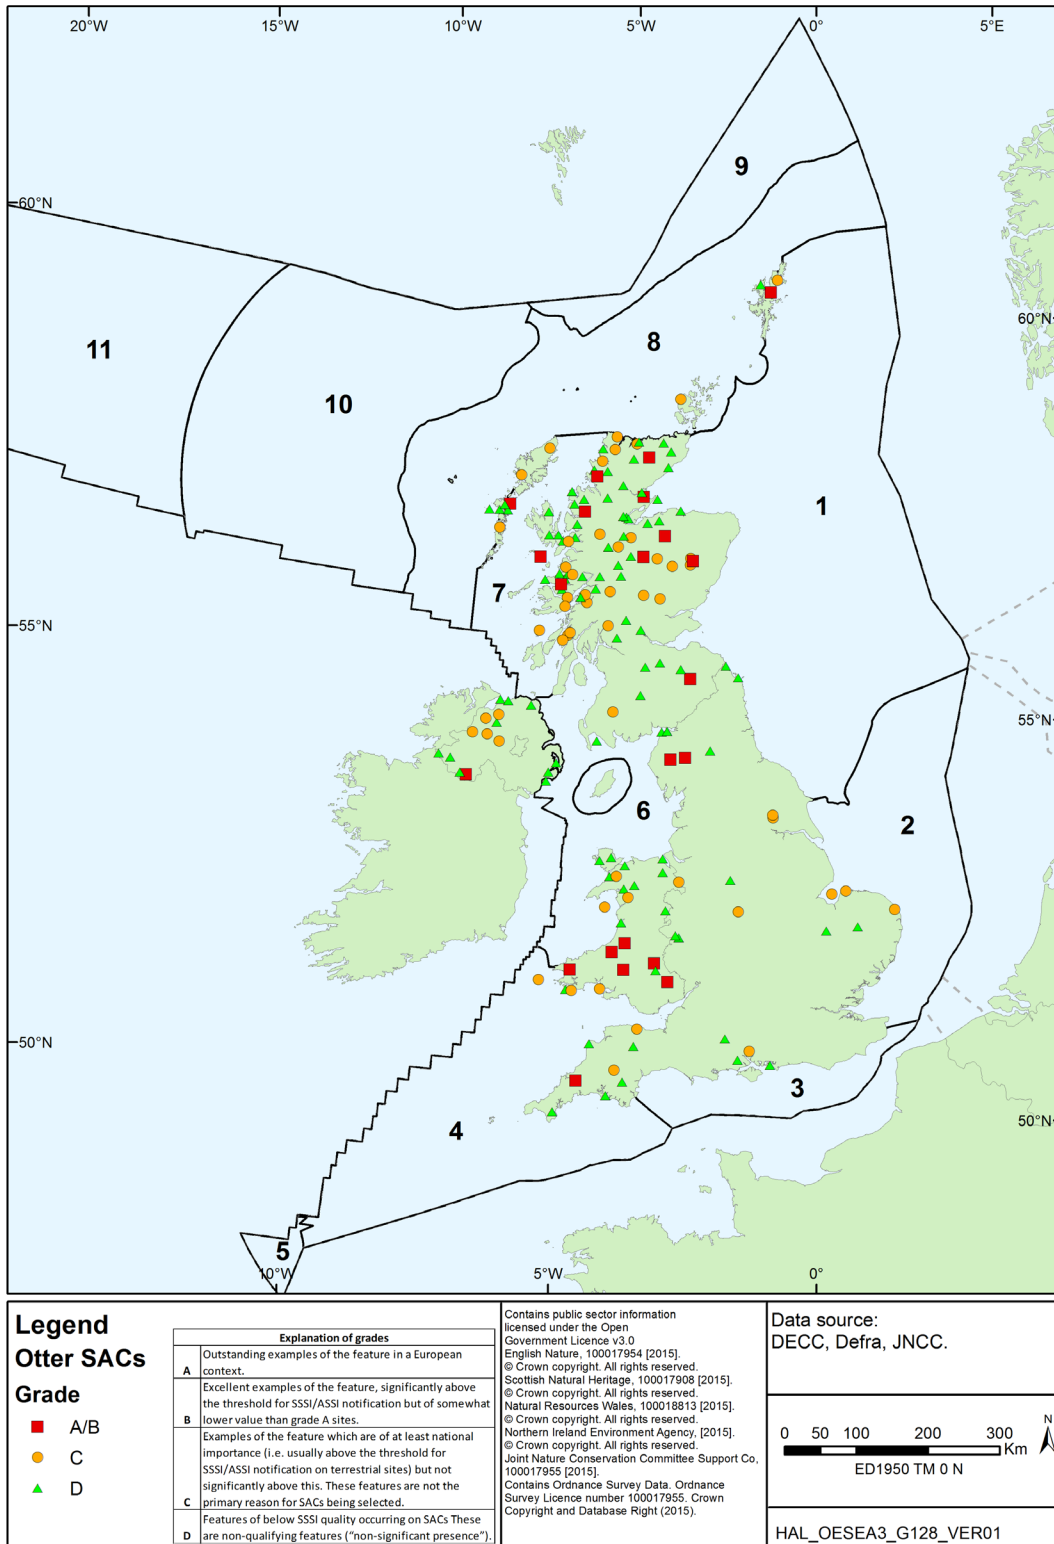 20°W
15°W
10°W
5°W
0°
5°E
9
60°N
60°N
8
11
10
1
7
55°N
55°N
6
2
50°N
3
50°N
4
5
10°W
5°W
0°
Legend
Otter SACs
Grade
A/B
C
D
Explanation of grades
A
Outstanding examples of the feature in a European
context.
B
Excellent examples of the feature, significantly above
the threshold for SSSI/ASSI notification but of somewhat
lower value than grade A sites.
C
Examples of the feature which are of at least national
importance (i.e. usually above the threshold for
SSSI/ASSI notification on terrestrial sites) but not
significantly above this. These features are not the
primary reason for SACs being selected.
D
Features of below SSSI quality occurring on SACs These
are non-qualifying features ("non-significant presence").
Contains public sector information
licensed under the Open
Government Licence v3.0
English Nature, 100017954 [2015].
© Crown copyright. All rights reserved.
Scottish Natural Heritage, 100017908 [2015].
© Crown copyright. All rights reserved.
Natural Resources Wales, 100018813 [2015].
© Crown copyright. All rights reserved.
Northern Ireland Environment Agency, [2015].
© Crown copyright. All rights reserved.
Joint Nature Conservation Committee Support Co,
100017955 [2015].
Contains Ordnance Survey Data. Ordnance
Survey Licence number 100017955. Crown
Copyright and Database Right (2015).
Data source:
DECC, Defra, JNCC.
0 50 100 200 300
Km
N
ED1950 TM 0 N
HAL_OESEA3_G128_VER01